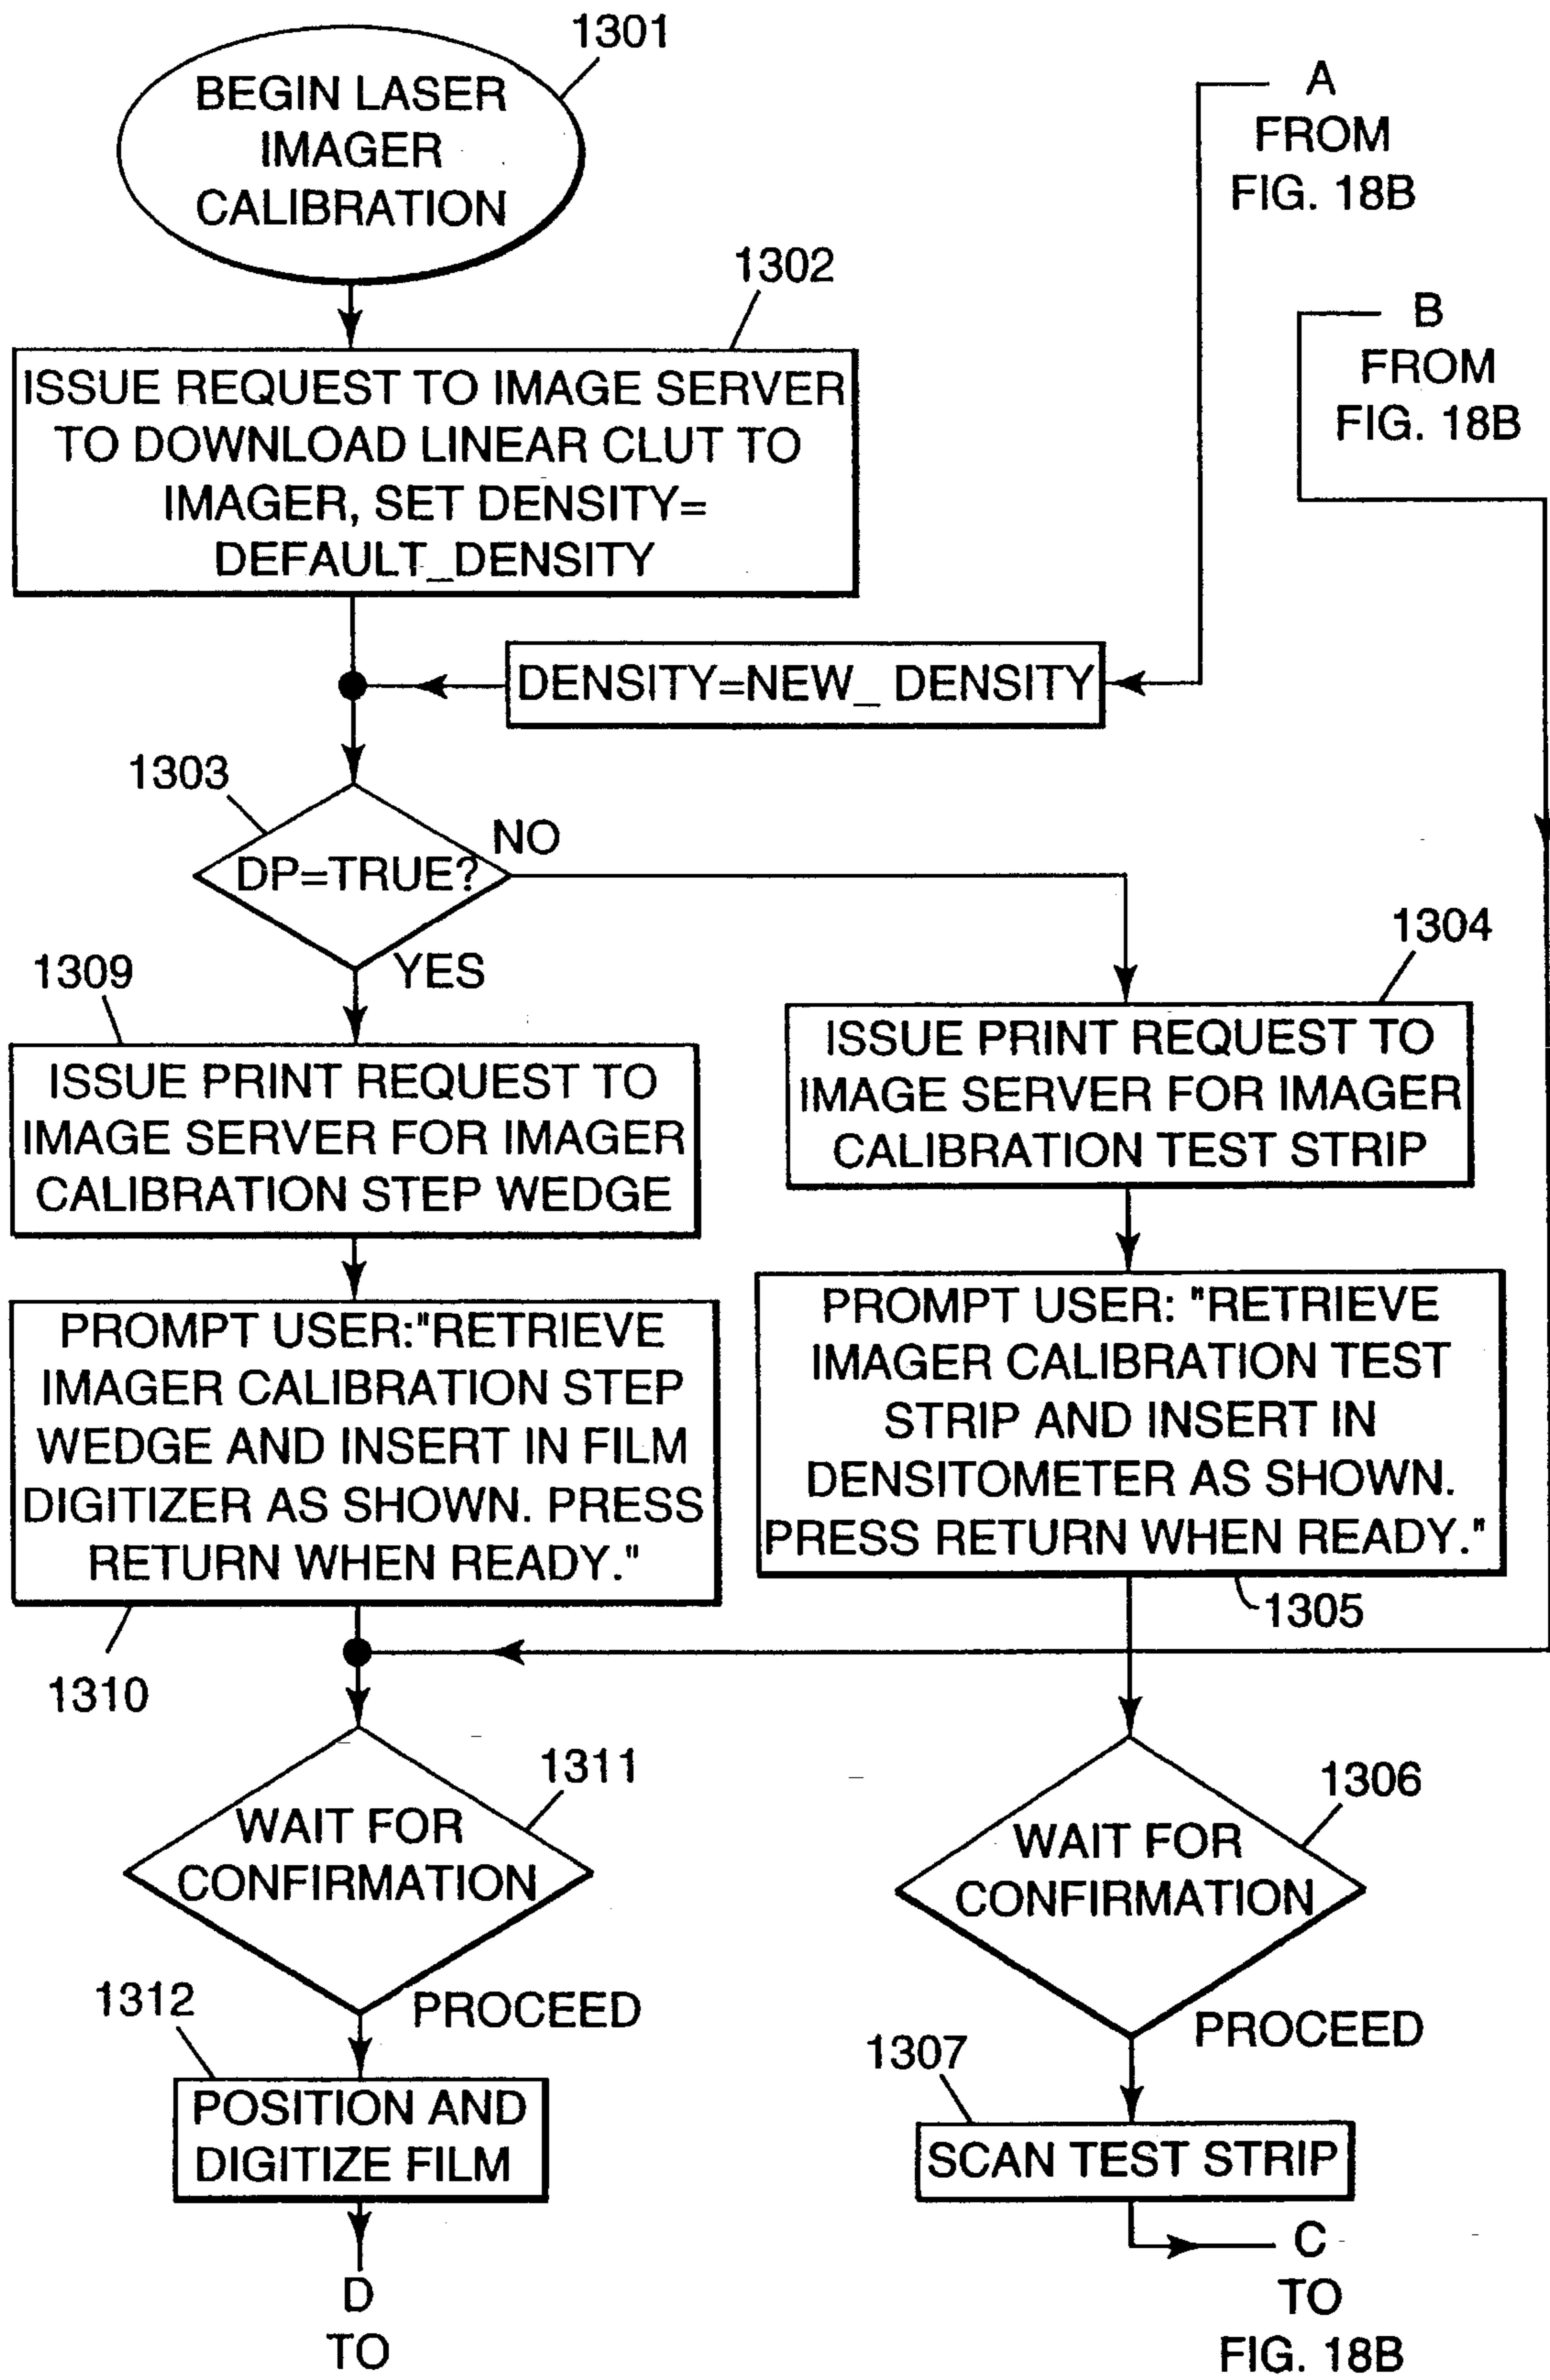 1301
BEGIN LASER
IMAGER
CALIBRATION
A
FROM
FIG. 18B
1302
B
FROM
FIG. 18B
ISSUE REQUEST TO IMAGE SERVER
TO DOWNLOAD LINEAR CLUT TO
IMAGER, SET DENSITY=
DEFAULT_DENSITY
DENSITY=NEW_ DENSITY
1303
DP=TRUE?
NO
YES
1304
ISSUE PRINT REQUEST TO
IMAGE SERVER FOR IMAGER
CALIBRATION TEST STRIP
1309
ISSUE PRINT REQUEST TO
IMAGE SERVER FOR IMAGER
CALIBRATION STEP WEDGE
PROMPT USER:"RETRIEVE
IMAGER CALIBRATION STEP
WEDGE AND INSERT IN FILM
DIGITIZER AS SHOWN. PRESS
RETURN WHEN READY."
1310
PROMPT USER: "RETRIEVE
IMAGER CALIBRATION TEST
STRIP AND INSERT IN
DENSITOMETER AS SHOWN.
PRESS RETURN WHEN READY."
1305
1311
WAIT FOR
CONFIRMATION
PROCEED
1306
WAIT FOR
CONFIRMATION
PROCEED
1312
POSITION AND
DIGITIZE FILM
D
TO
1307
SCAN TEST STRIP
C
TO
FIG. 18B